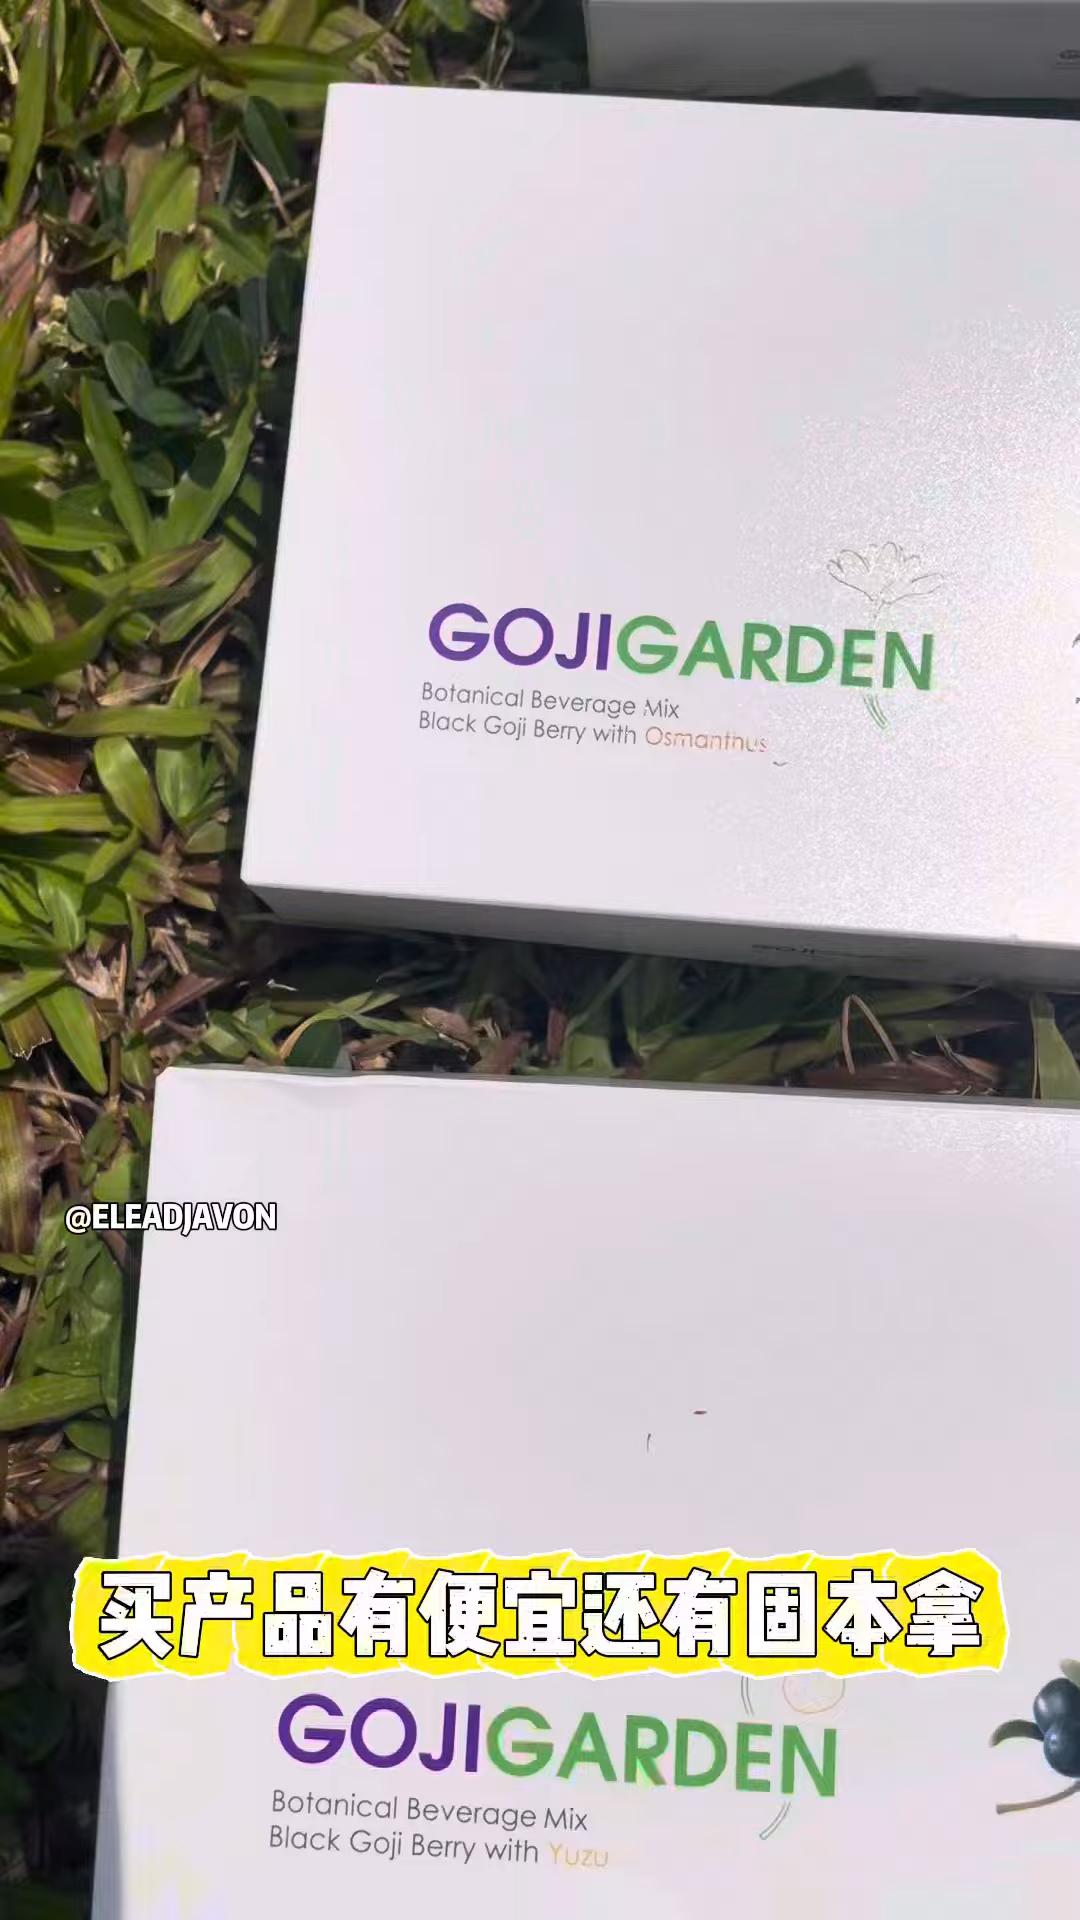 GOJIGARDEN
Botanical Beverage Mix
Black Goji Berry with Osmanthus
@ELEADJAVON
买产品有便宜还有固本拿
GOJIGARDEN
Botanical Beverage Mix
Black Goji Berry with Yuzu